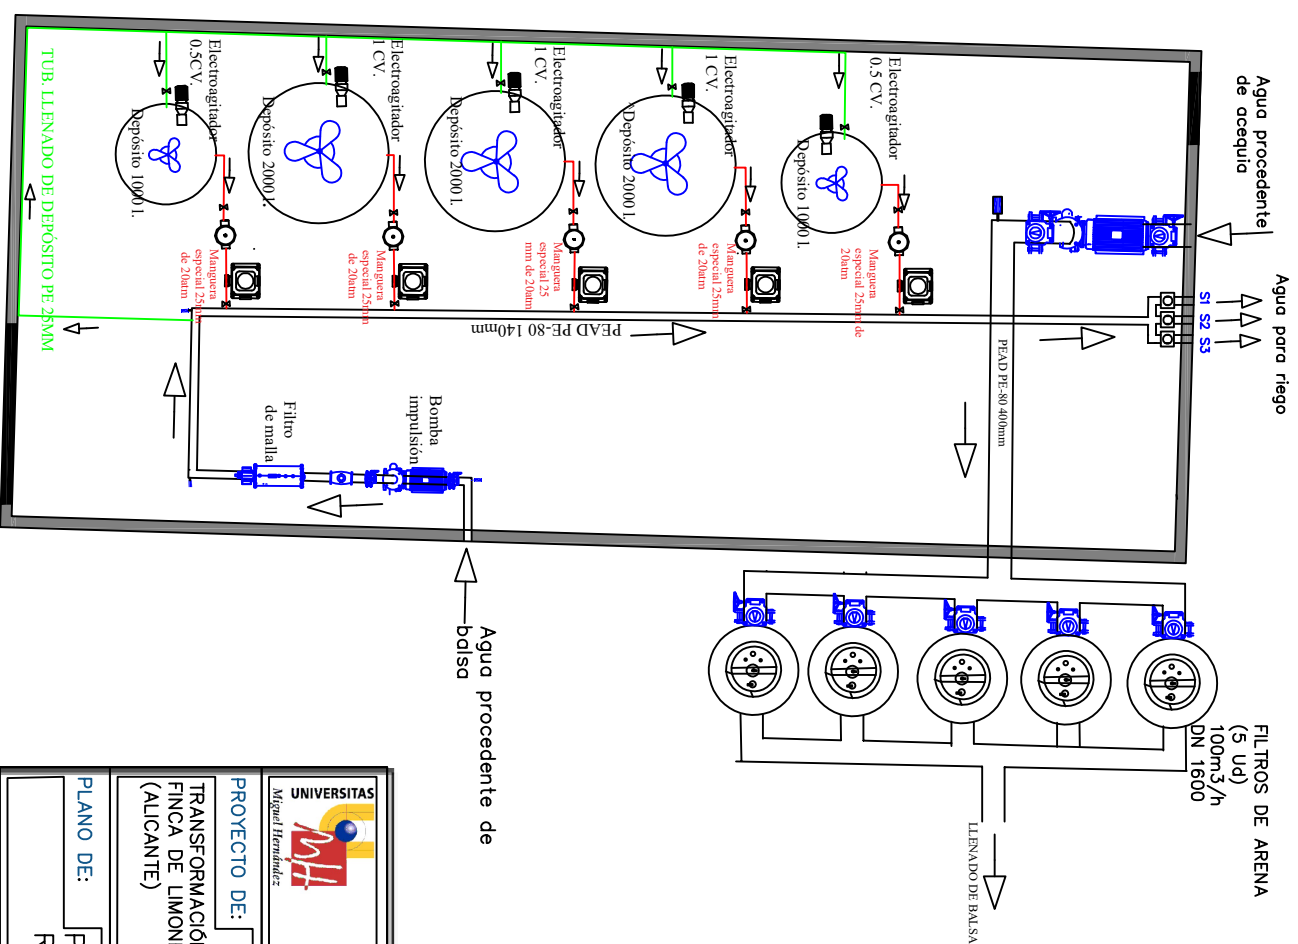 Agua procedente
de acequia
Agua para riego
S1
S2
S3
Electroagitador
0.5 CV.
Depósito 1000 l.
Electroagitador
1 CV.
Depósito 2000 l.
Electroagitador
1 CV.
Depósito 2000 l.
Electroagitador
1 CV.
Depósito 2000 l.
Electroagitador
0.5CV.
Depósito 1000 l.
Manguera
especial 25mm de
20atm
Manguera
especial 25mm
de 20atm
Manguera
especial 25
mm de 20atm
Manguera
especial 25mm
de 20atm
Manguera
especial 25mm
de 20atm
TUB. LLENADO DE DEPÓSITO PE 25MM
PEAD PE-80 140mm
PEAD PE-80 400mm
Bomba
impulsión
Filtro
de malla
Agua procedente de
balsa
FILTROS DE ARENA
(5 Ud)
100m3/h
DN 1600
LLENADO DE BALSA
UNIVERSITAS
Miguel Hernández
PROYECTO DE:
TRANSFORMACIÓ
FINCA DE LIMON
(ALICANTE)
PLANO DE: